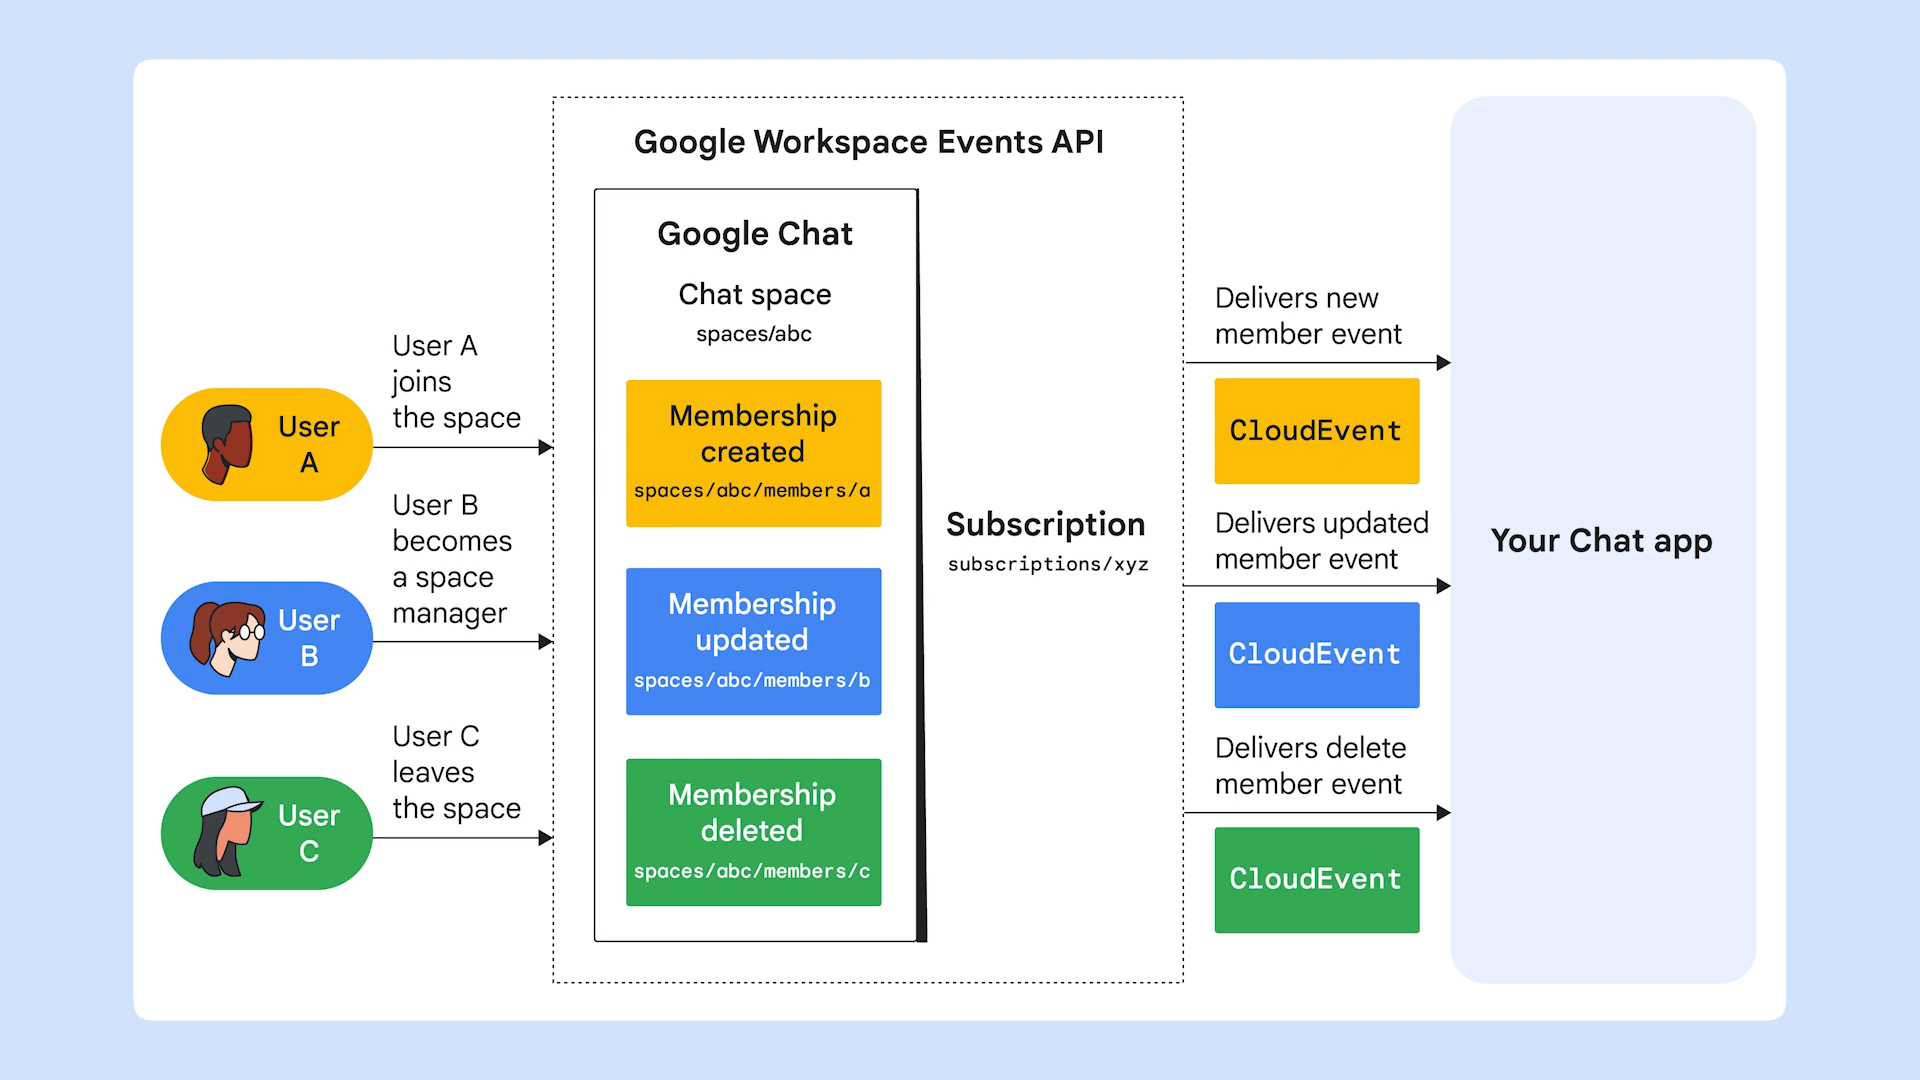 Google Workspace Events API
Google Chat
Chat space
spaces/abc
User A
joins
the space
User
A
Membership
created
spaces/abc/members/a
User B
becomes
a space
manager
User
B
Membership
updated
spaces/abc/members/b
User C
leaves
the space
User
C
Membership
deleted
spaces/abc/members/c
Subscription
subscriptions/xyz
Delivers new
member event
CloudEvent
Delivers updated
member event
CloudEvent
Delivers delete
member event
CloudEvent
Your Chat app